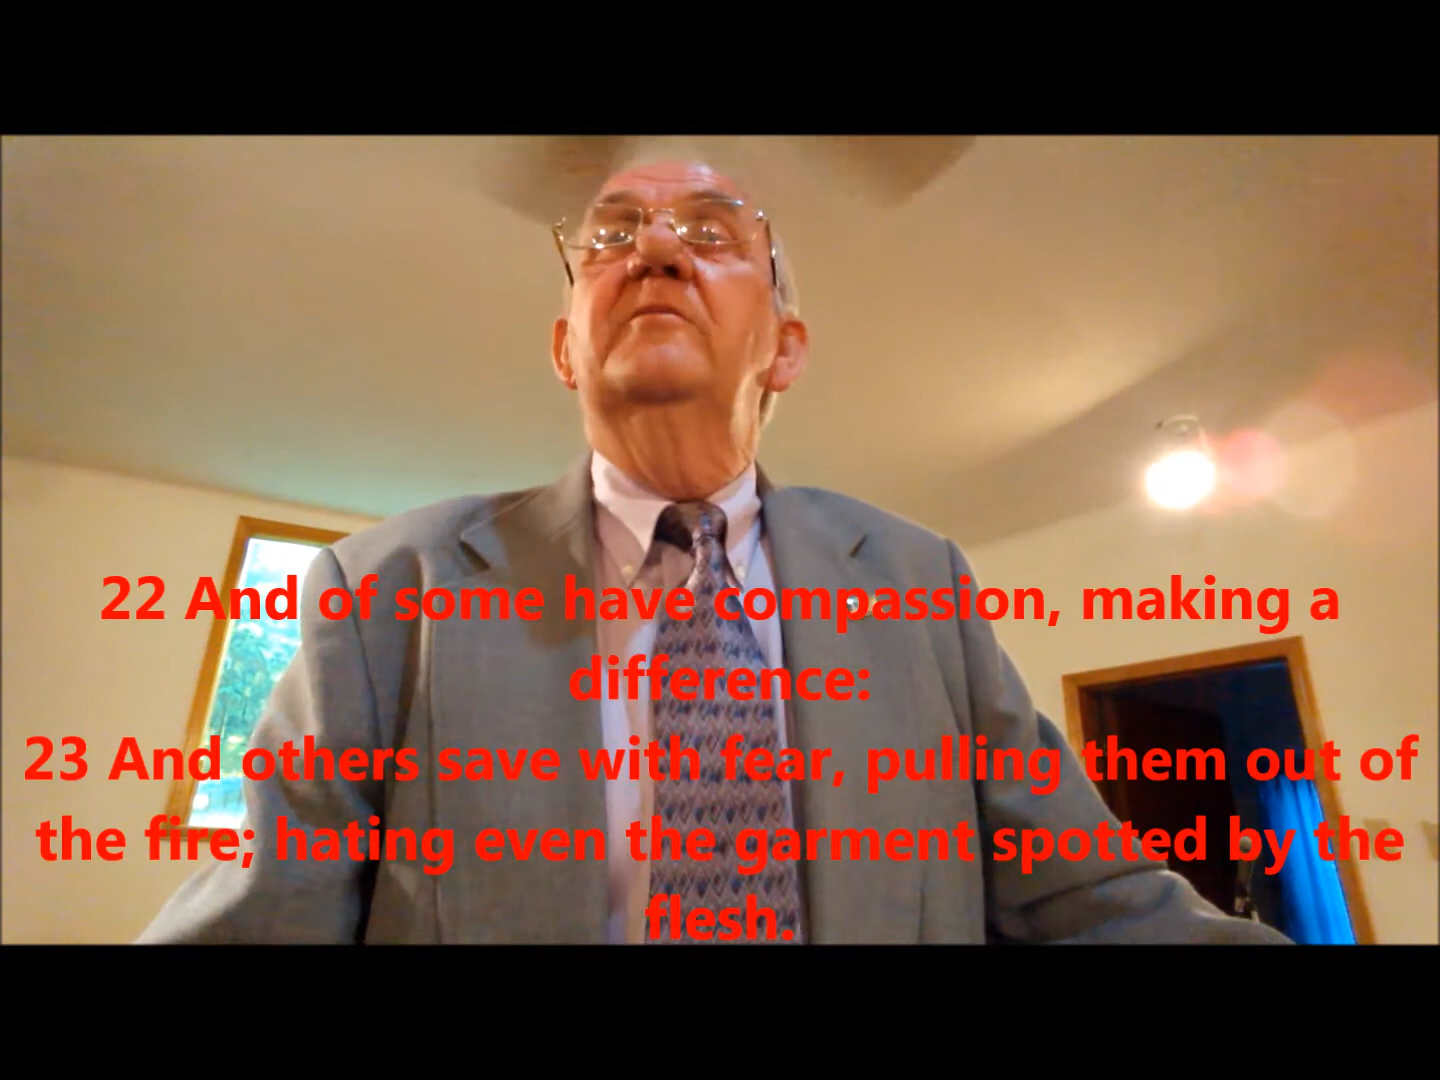 22 And of some have compassion, making a
difference:
23 And others save with fear, pulling them out of
the fire; hating even the garment spotted by the
flesh.